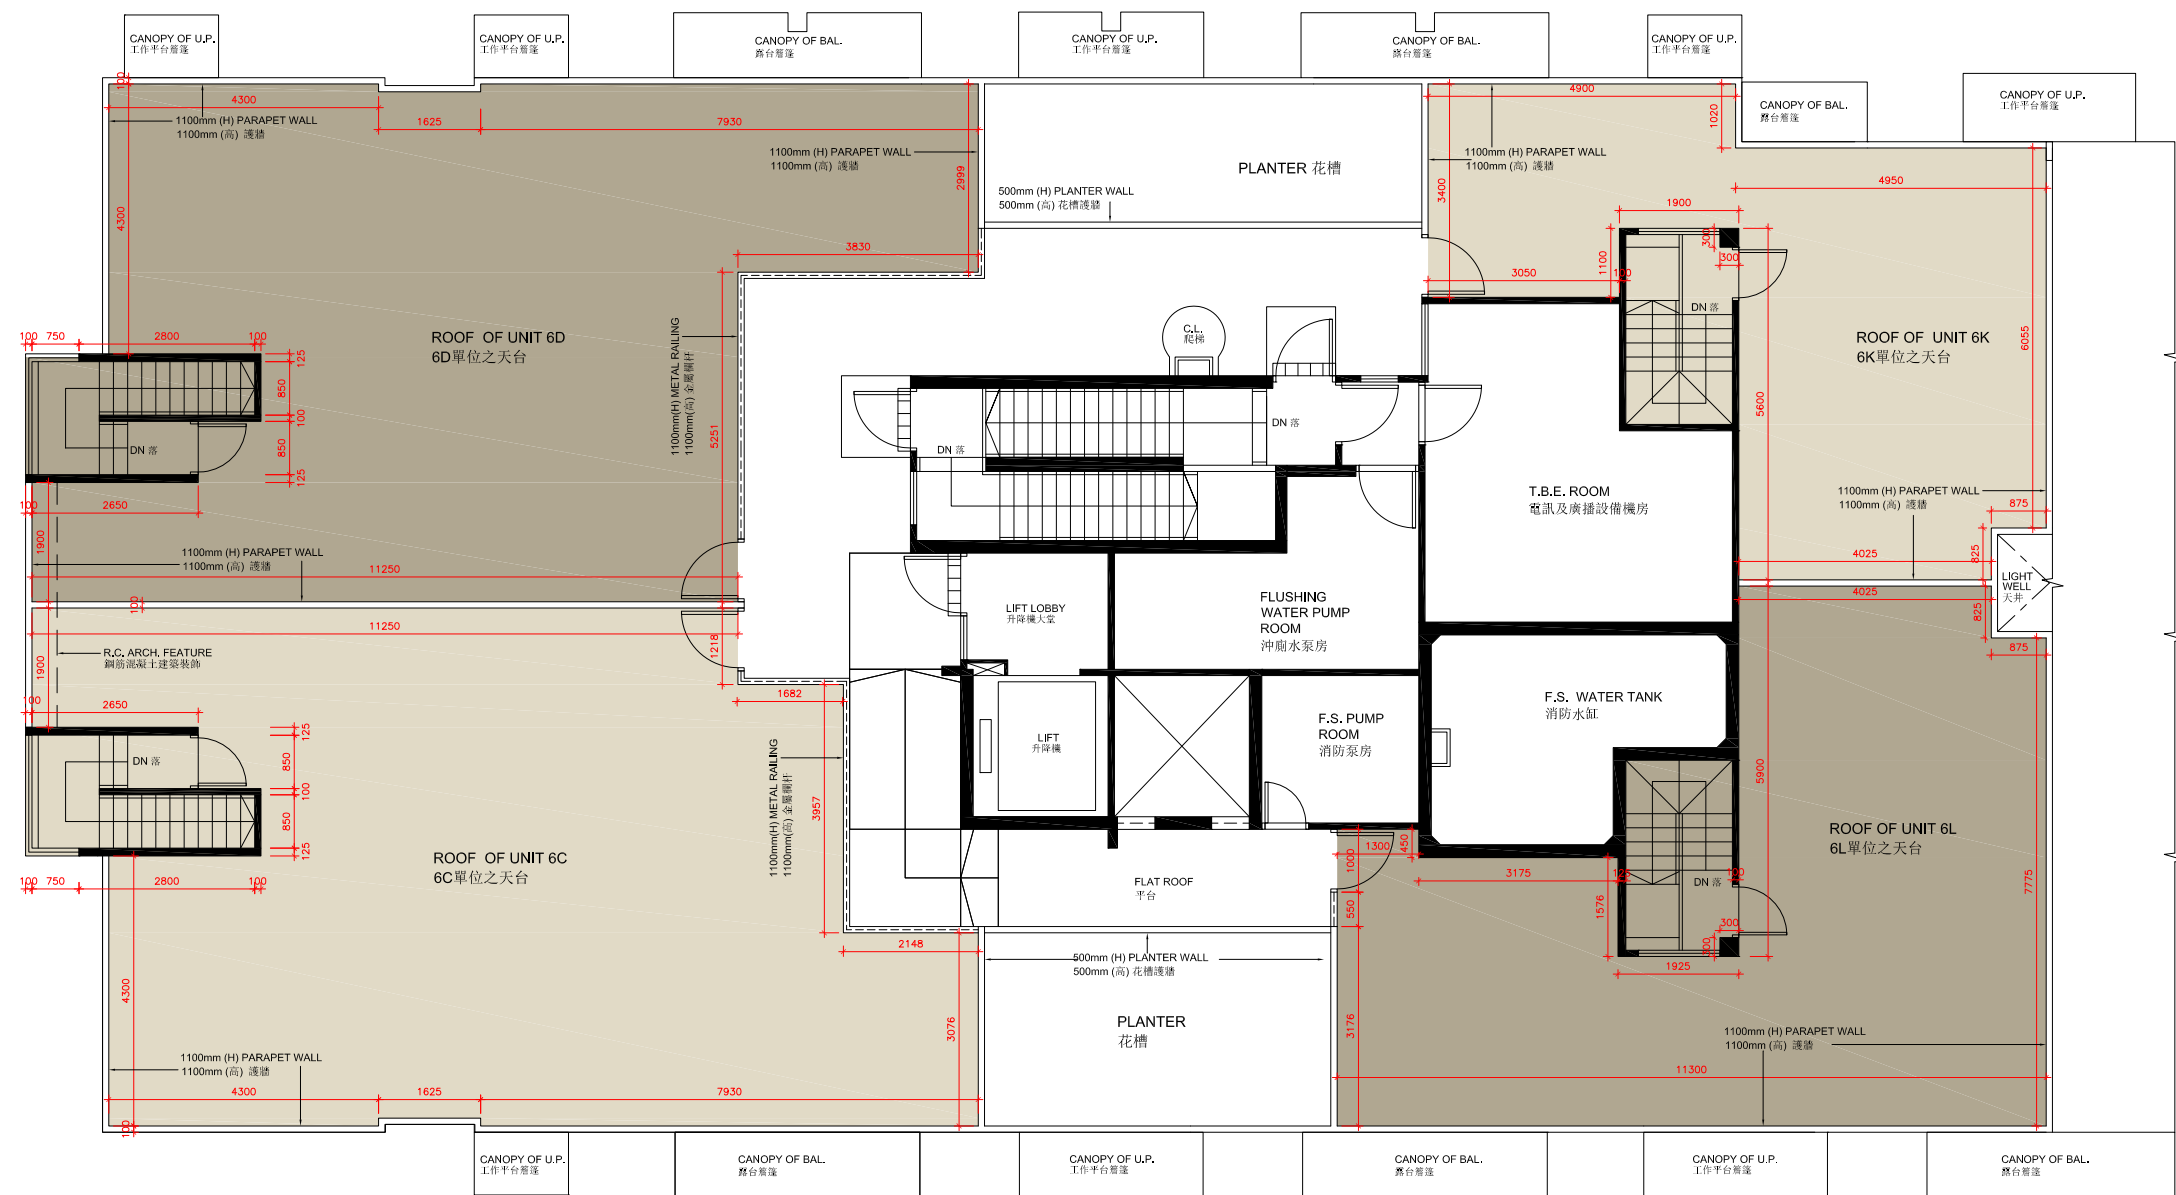 CANOPY OF U.P.
工作平台簷篷
CANOPY OF U.P.
工作平台簷篷
CANOPY OF BAL.
露台簷篷
CANOPY OF U.P.
工作平台簷篷
CANOPY OF BAL.
露台簷篷
CANOPY OF U.P.
工作平台簷篷
CANOPY OF BAL.
露台簷篷
CANOPY OF U.P.
工作平台簷篷
100
4300
1625
7930
1100mm (H) PARAPET WALL
1100mm (高) 護牆
1100mm (H) PARAPET WALL
1100mm (高) 護牆
2999
4300
3830
PLANTER 花槽
500mm (H) PLANTER WALL
500mm (高) 花槽護牆
4900
1020
1100mm (H) PARAPET WALL
1100mm (高) 護牆
3400
4950
1900
300
300
1100
3050
100
DN 落
ROOF OF UNIT 6D
6D單位之天台
1100mm(H) METAL RAILING
1100mm(高) 金屬欄杆
5251
C.L.
爬梯
ROOF OF UNIT 6K
6K單位之天台
6055
5600
100
750
2800
100
125
850
100
850
125
DN 落
DN 落
DN 落
100
2650
1900
T.B.E. ROOM
電訊及廣播設備機房
1100mm (H) PARAPET WALL
1100mm (高) 護牆
875
825
4025
1100mm (H) PARAPET WALL
1100mm (高) 護牆
11250
100
LIGHT
WELL
天井
LIFT LOBBY
升降機大堂
FLUSHING
WATER PUMP
ROOM
沖廁水泵房
4025
825
875
11250
1218
R.C. ARCH. FEATURE
鋼筋混凝土建築裝飾
1900
1682
100
2650
125
850
100
850
125
DN 落
LIFT
升降機
F.S. PUMP
ROOM
消防泵房
F.S. WATER TANK
消防水缸
1100mm(H) METAL RAILING
1100mm(高) 金屬欄杆
3957
5900
ROOF OF UNIT 6C
6C單位之天台
ROOF OF UNIT 6L
6L單位之天台
100
750
2800
100
1300
450
1000
550
3175
125
100
DN 落
1576
300
300
1925
7775
FLAT ROOF
平台
2148
500mm (H) PLANTER WALL
500mm (高) 花槽護牆
4300
3076
PLANTER
花槽
3176
1100mm (H) PARAPET WALL
1100mm (高) 護牆
1100mm (H) PARAPET WALL
1100mm (高) 護牆
11300
4300
1625
7930
100
CANOPY OF U.P.
工作平台簷篷
CANOPY OF BAL.
露台簷篷
CANOPY OF U.P.
工作平台簷篷
CANOPY OF BAL.
露台簷篷
CANOPY OF U.P.
工作平台簷篷
CANOPY OF BAL.
露台簷篷